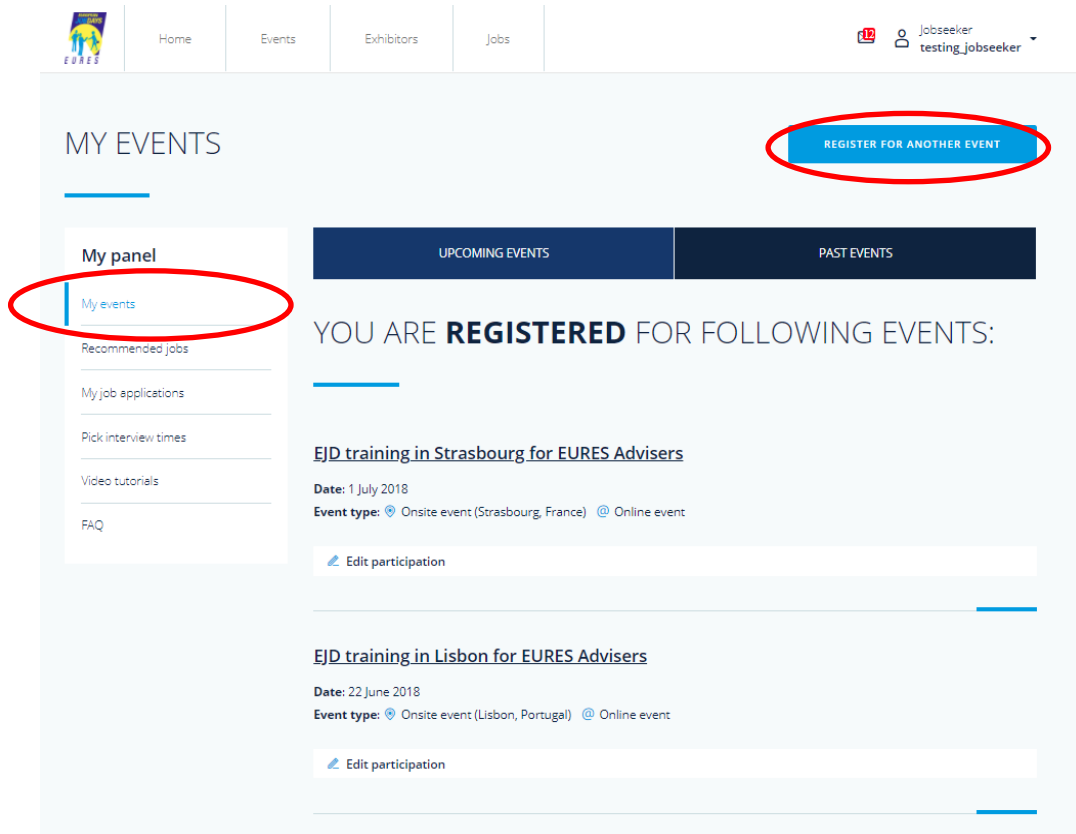 EURES
Home
Events
Exhibitors
Jobs
12
Jobseeker
testing_jobseeker
MY EVENTS
REGISTER FOR ANOTHER EVENT
My panel
My events
Recommended jobs
My job applications
Pick interview times
Video tutorials
FAQ
UPCOMING EVENTS
PAST EVENTS
YOU ARE REGISTERED FOR FOLLOWING EVENTS:
EJD training in Strasbourg for EURES Advisers
Date: 1 July 2018
Event type: Onsite event (Strasbourg, France) @ Online event
Edit participation
EJD training in Lisbon for EURES Advisers
Date: 22 June 2018
Event type: Onsite event (Lisbon, Portugal) @ Online event
Edit participation